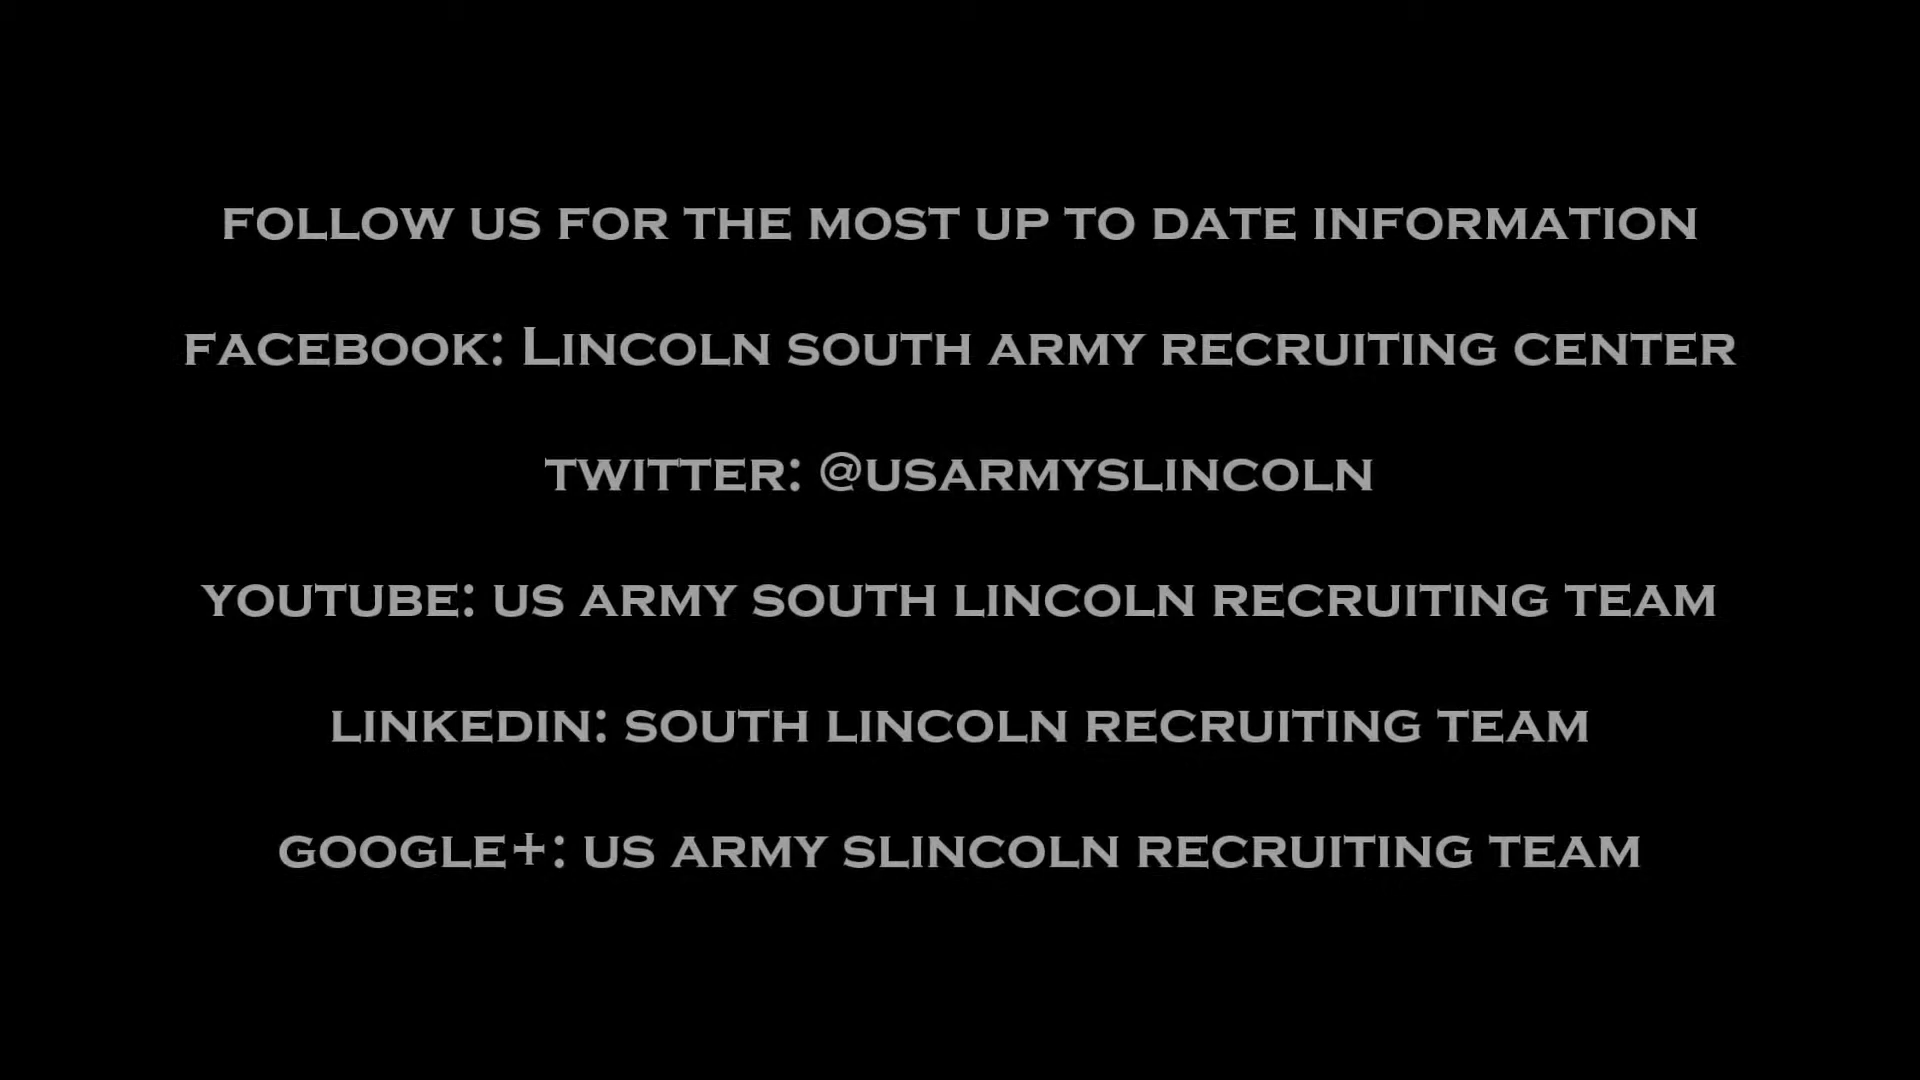 FOLLOW US FOR THE MOST UP TO DATE INFORMATION
FACEBOOK: LINCOLN SOUTH ARMY RECRUITING CENTER
TWITTER: @USARMYSLINCOLN
YOUTUBE: US ARMY SOUTH LINCOLN RECRUITING TEAM
LINKEDIN: SOUTH LINCOLN RECRUITING TEAM
GOOGLE+: US ARMY SLINCOLN RECRUITING TEAM